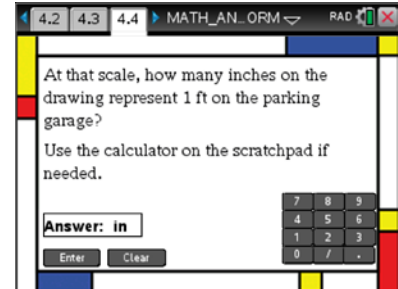 4.2 4.3 4.4 MATH_AN_ORM RAD
At that scale, how many inches on the
drawing represent 1 ft on the parking
garage?
Use the calculator on the scratchpad if
needed.
7 8 9
Answer: in 4 5 6
1 2 3
Enter Clear 0 / .